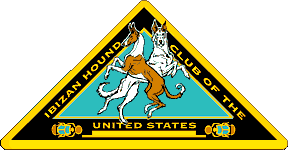 IBIZAN HOUND
CLUB OF THE
UNITED STATES